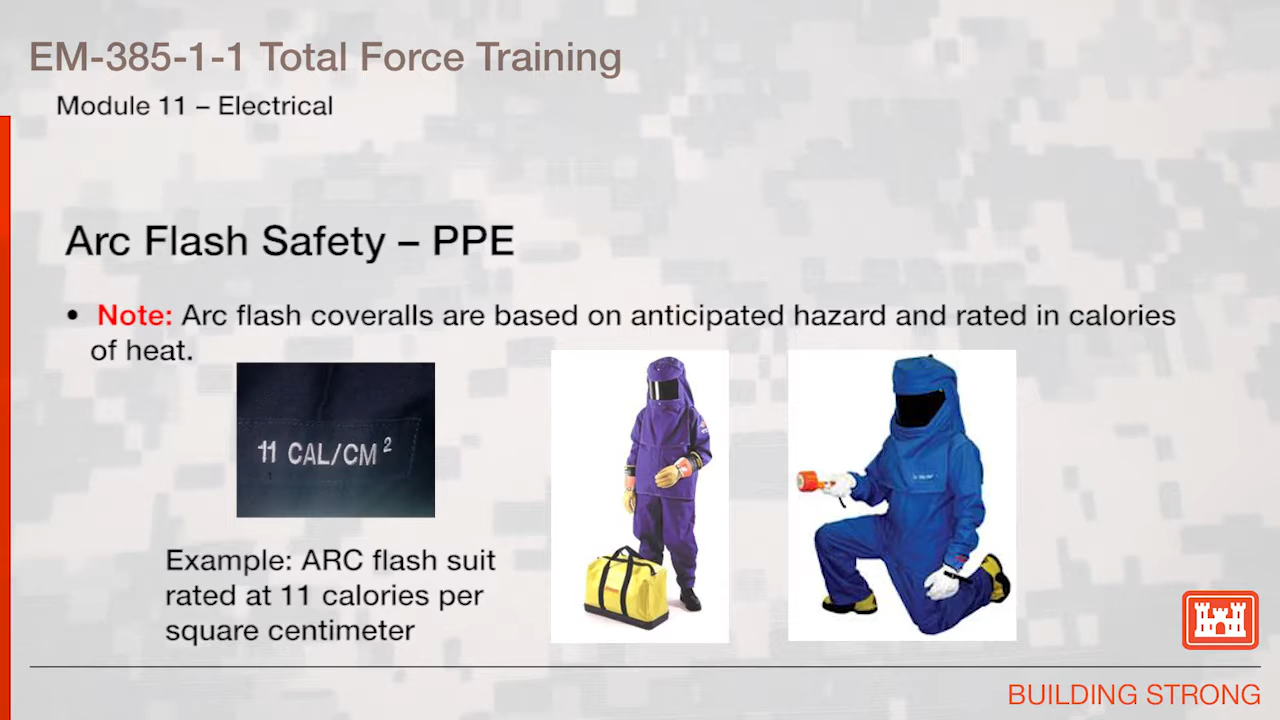 EM-385-1-1 Total Force Training
Module 11 – Electrical
Arc Flash Safety – PPE
• Note: Arc flash coveralls are based on anticipated hazard and rated in calories
of heat.
11 CAL/CM²
Example: ARC flash suit
rated at 11 calories per
square centimeter
BUILDING STRONG